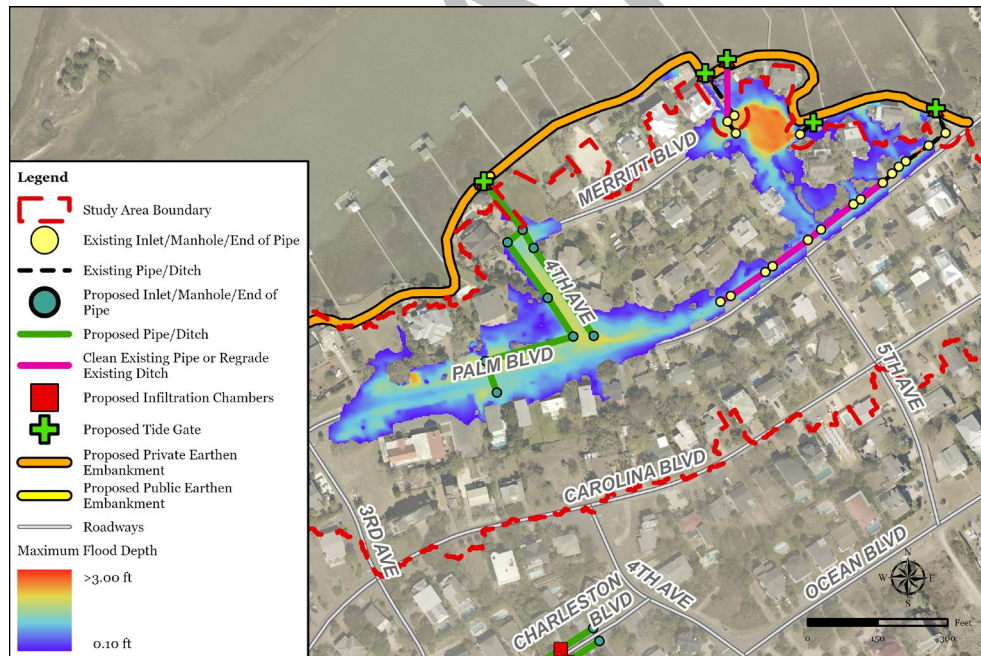 MERRITT BLVD
4TH AVE
PALM BLVD
5TH AVE
CAROLINA BLVD
3RD AVE
4TH AVE
CHARLESTON
BLVD
OCEAN BLVD
Legend
Study Area Boundary
Existing Inlet/Manhole/End of Pipe
Existing Pipe/Ditch
Proposed Inlet/Manhole/End of
Pipe
Proposed Pipe/Ditch
Clean Existing Pipe or Regrade
Existing Ditch
Proposed Infiltration Chambers
Proposed Tide Gate
Proposed Private Earthen
Embankment
Proposed Public Earthen
Embankment
Roadways
Maximum Flood Depth
>3.00 ft
0.10 ft
N
W E
S
Feet
0 150 300